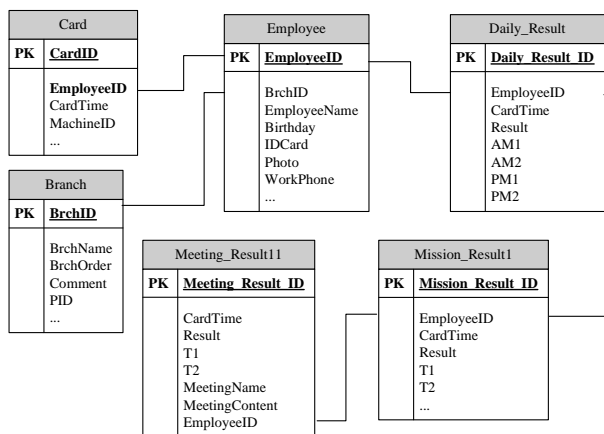 Card
PK CardID
EmployeeID
CardTime
MachineID
...
Employee
PK EmployeeID
BrchID
EmployeeName
Birthday
IDCard
Photo
WorkPhone
...
Daily_Result
PK Daily_Result_ID
EmployeeID
CardTime
Result
AM1
AM2
PM1
PM2
Branch
PK BrchID
BrchName
BrchOrder
Comment
PID
...
Meeting_Result11
PK Meeting_Result_ID
CardTime
Result
T1
T2
MeetingName
MeetingContent
EmployeeID
Mission_Result1
PK Mission_Result_ID
EmployeeID
CardTime
Result
T1
T2
...